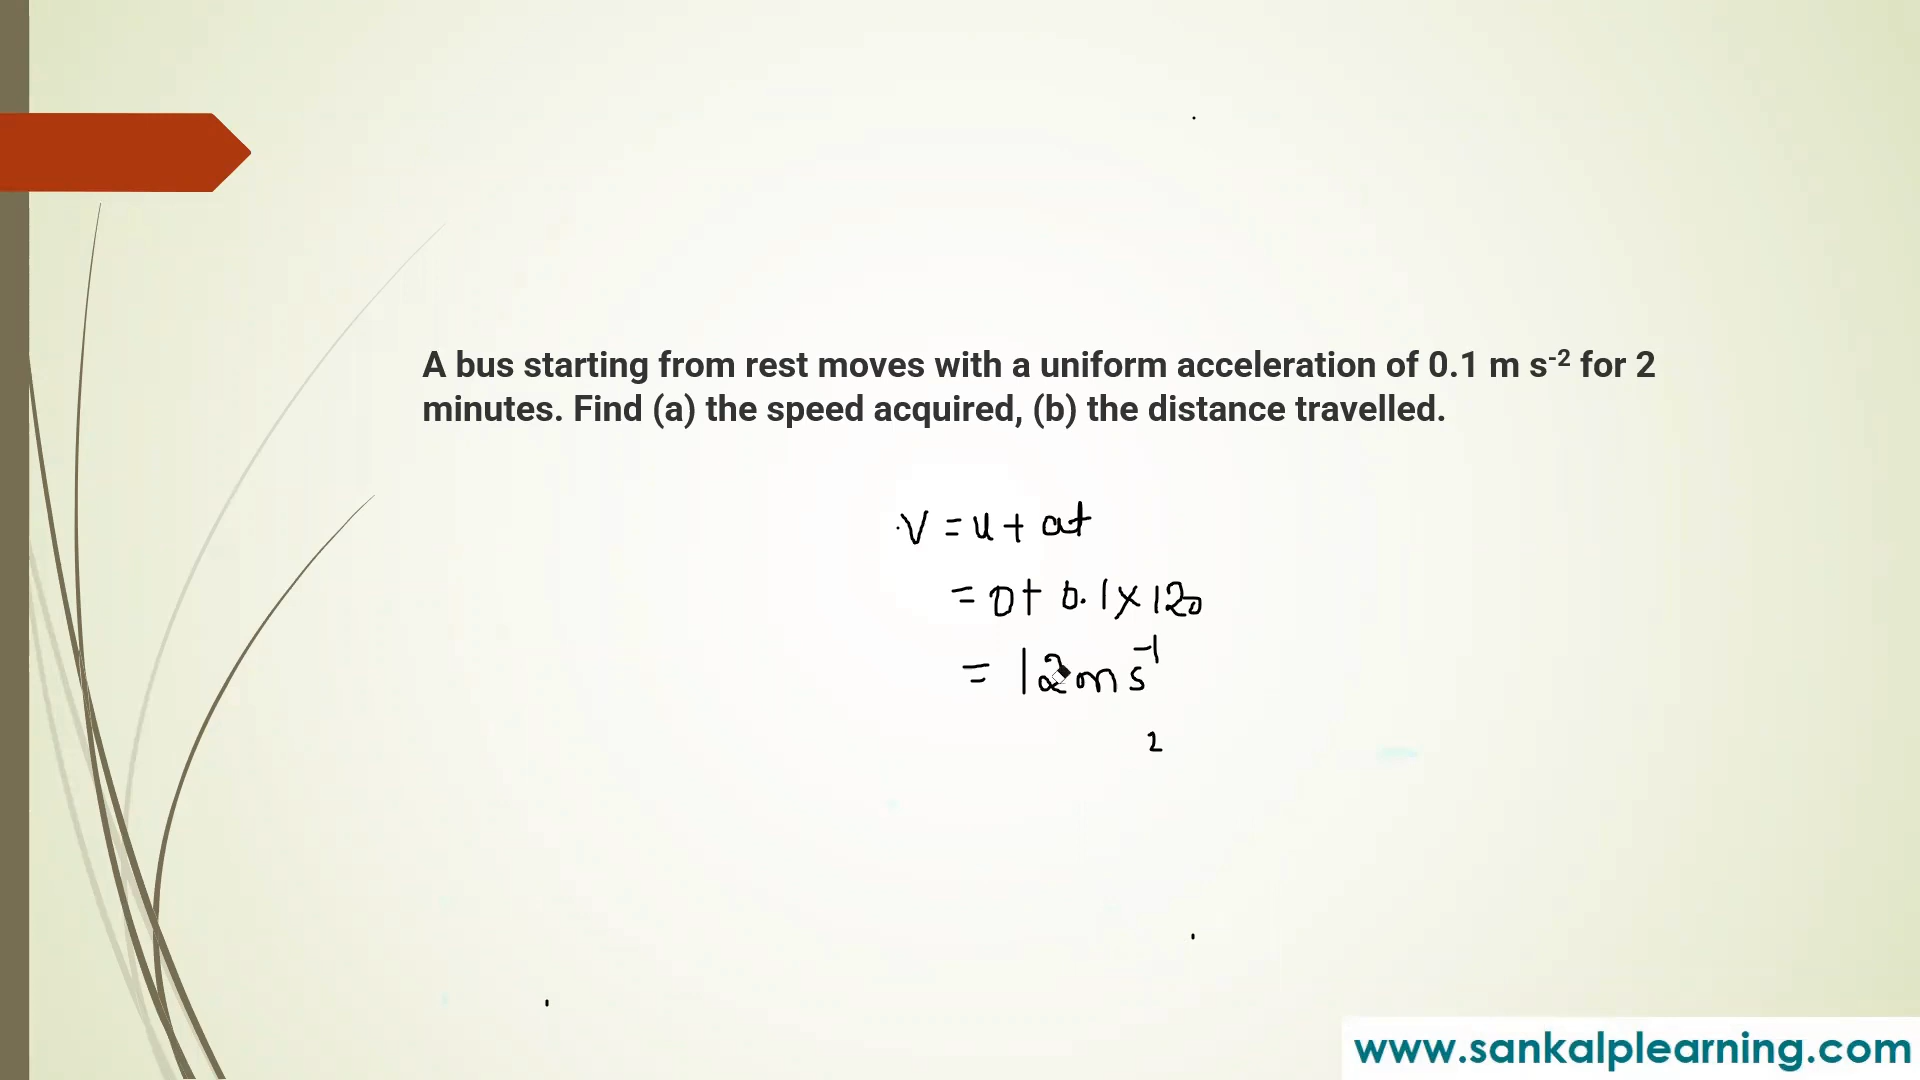 A bus starting from rest moves with a uniform acceleration of 0.1 m s⁻² for 2
minutes. Find (a) the speed acquired, (b) the distance travelled.
V = u + at
= 0 + 0.1 × 120
= 12 m s⁻¹
2
www.sankalplearning.com